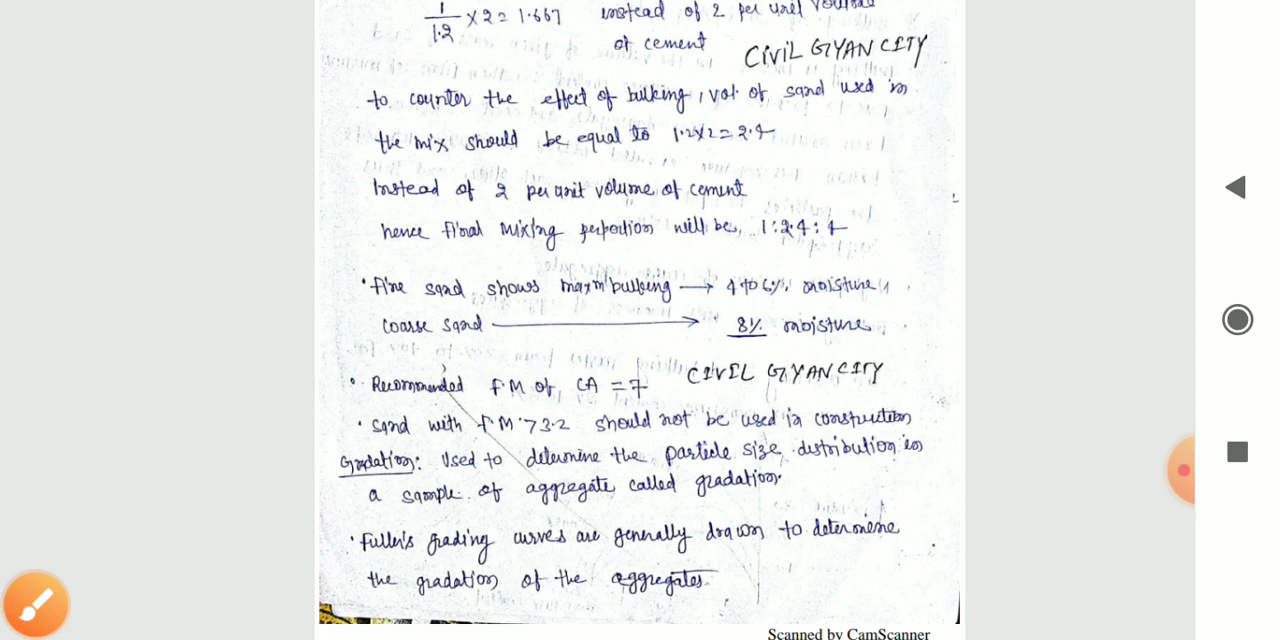 1/1.2 × 2 = 1.667 instead of 2 per unit volume
of cement CIVIL GYAN CITY
to counter the effect of bulking, vol. of sand used in
the mix should be equal to 1.2×2 = 2.4
Instead of 2 per unit volume of cement
hence final mixing perportion will be, 1:2.4:4
• fine sand shows maxm bulking → 4 to 6%. moisture
coarse sand → 8% moisture
• Recommended FM of CA = 7 CIVIL GYAN CITY
• sand with f.M. > 3.2 should not be used in construction
Gradation: Used to determine the particle size distribution in
a sample of aggregate called gradation.
• Fuller's grading curves are generally drawn to determine
the gradation of the aggregates.
Scanned by CamScanner